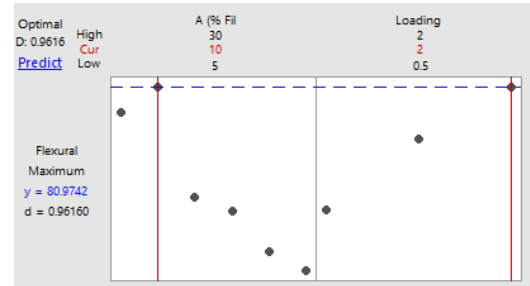 Optimal
D: 0.9616
Predict
High
Cur
Low
A (% Fil
30
10
5
Loading
2
2
0.5
Flexural
Maximum
y = 80.9742
d = 0.96160